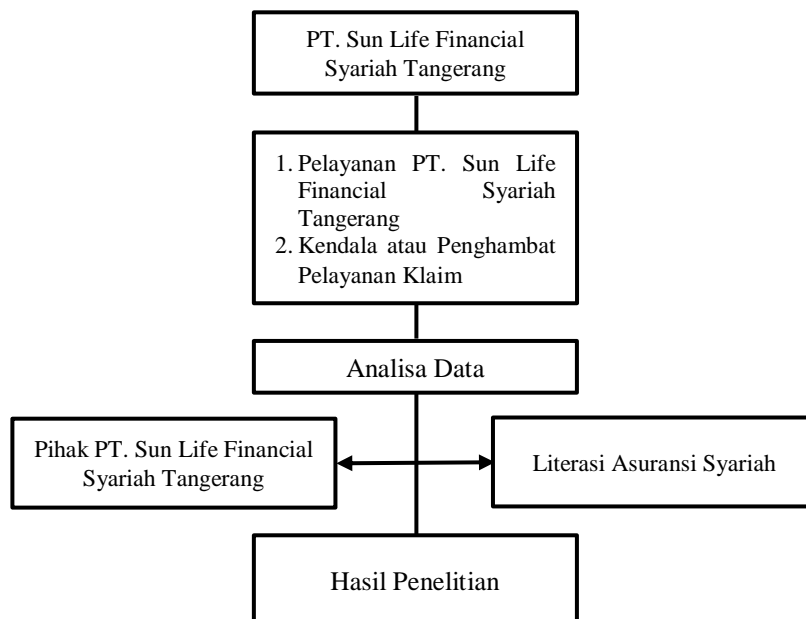 PT. Sun Life Financial
Syariah Tangerang
1. Pelayanan PT. Sun Life
Financial Syariah
Tangerang
2. Kendala atau Penghambat
Pelayanan Klaim
Analisa Data
Pihak PT. Sun Life Financial
Syariah Tangerang
Literasi Asuransi Syariah
Hasil Penelitian